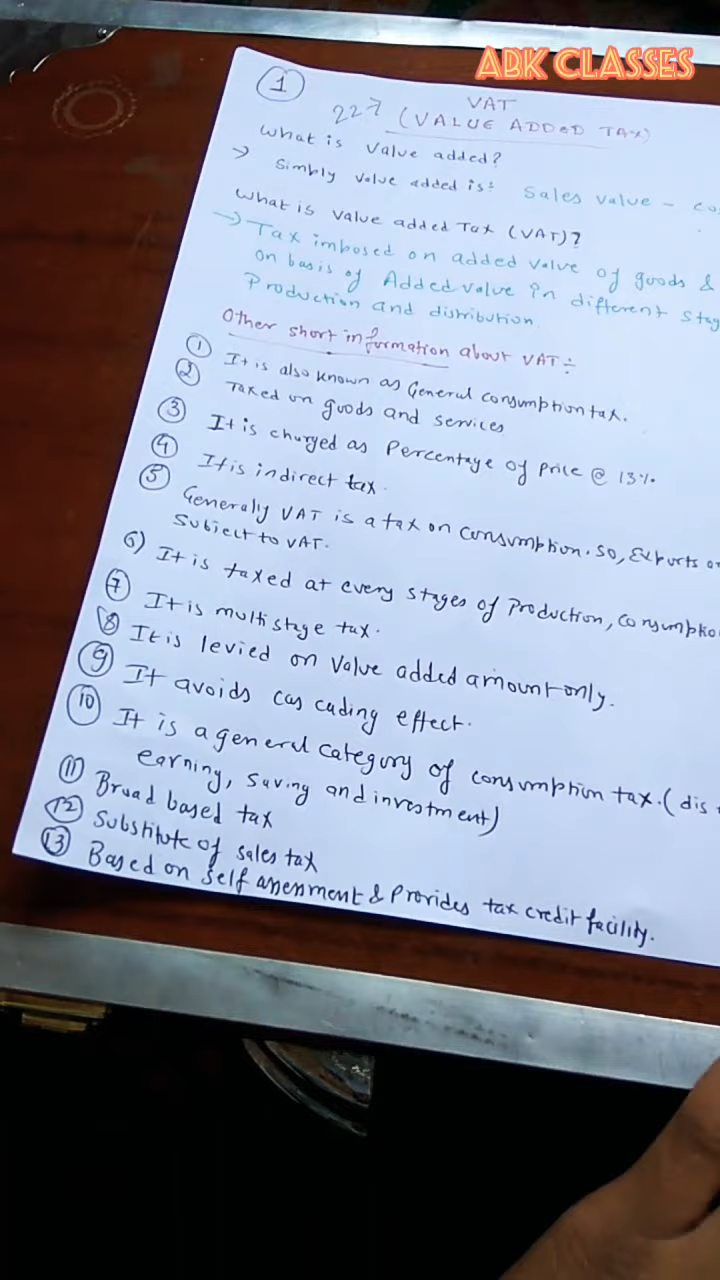 ABK CLASSES
1
VAT
227 (VALUE ADDED TAX)
What is value added?
→ Simply value added is: Sales value -
What is value added Tax (VAT)?
→ Tax imposed on added value of goods &
on basis of Added value in different
Production and distribution
Other short information about VAT÷
1 It is also known as General consumption tax.
2 Taxed on goods and services
3 It is charged as Percentage of Price @ 13%
4 It is indirect tax.
5 Generally VAT is a tax on consumption. So, Exports
subject to VAT.
6) It is taxed at every stages of Production,
7 It is multistage tax.
8 It is levied on value added amount only.
9 It avoids cascading effect.
10 It is a general category of consumption tax. (
earning, saving and investment)
11 Broad based tax
12 Substitute of sales tax
13 Based on self assessment & Provides tax credit facility.